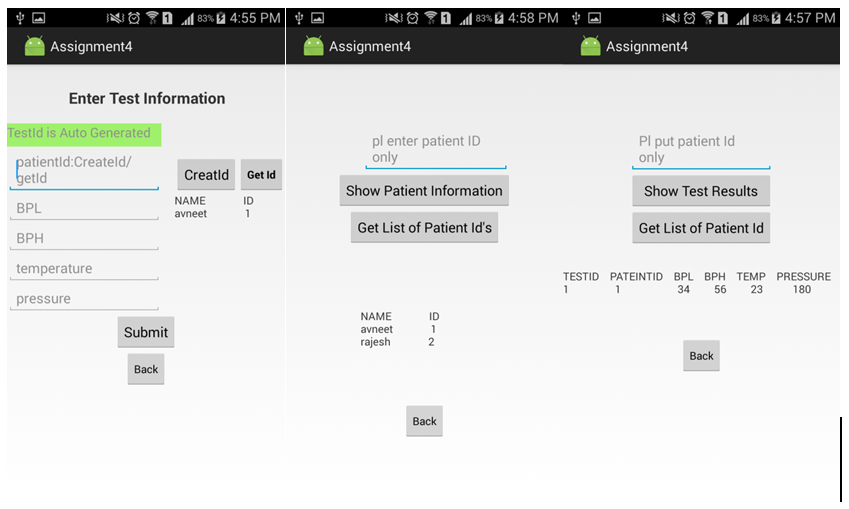 83% 4:55 PM
Assignment4
Enter Test Information
TestId is Auto Generated
patientId:CreateId/
getId
CreatId
Get Id
NAME ID
avneet 1
BPL
BPH
temperature
pressure
Submit
Back
1 83% 4:58 PM
Assignment4
pl enter patient ID
only
Show Patient Information
Get List of Patient Id's
NAME ID
avneet 1
rajesh 2
Back
1 83% 4:57 PM
Assignment4
Pl put patient Id
only
Show Test Results
Get List of Patient Id
TESTID PATEINTID BPL BPH TEMP PRESSURE
1 1 34 56 23 180
Back